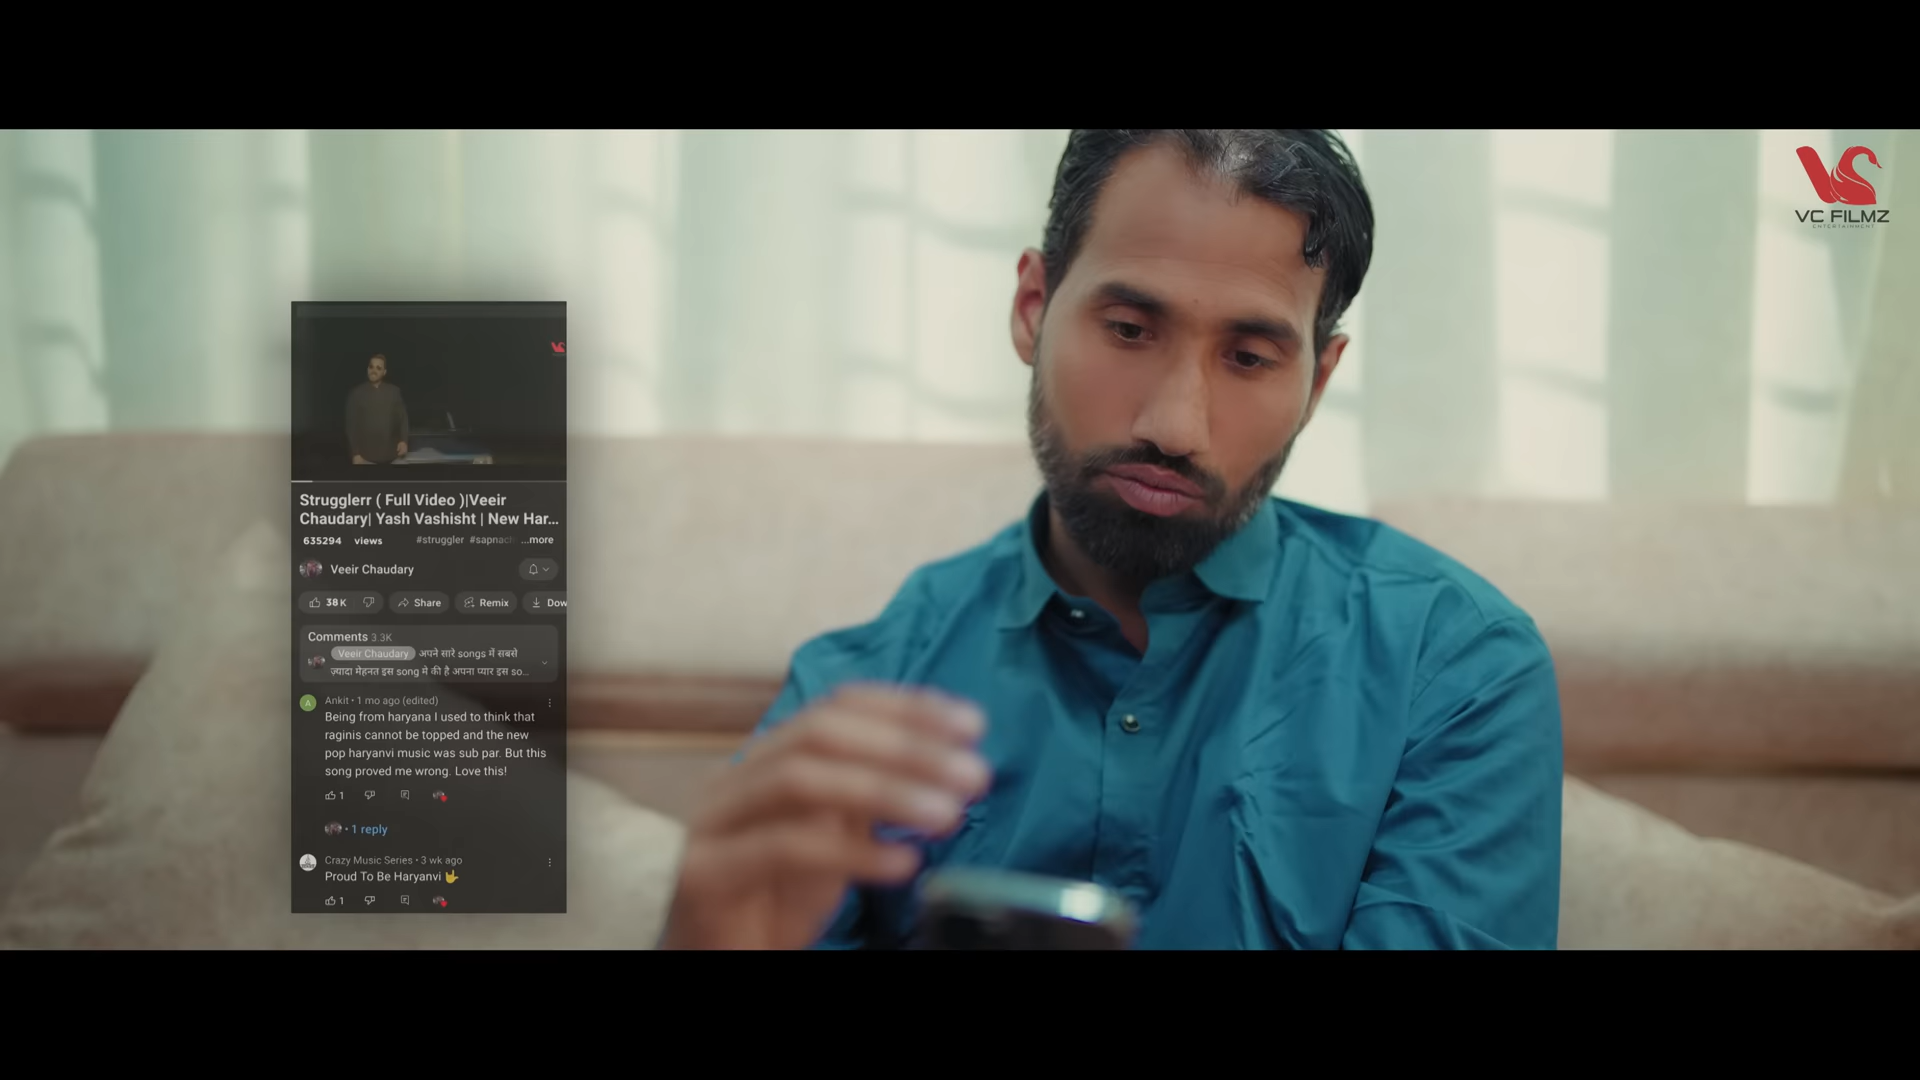 VC FILMZ
ENTERTAINMENT
Strugglerr ( Full Video )|Veeir
Chaudary| Yash Vashisht | New Har...
635294 views #struggler #sapnach ...more
Veeir Chaudary
38K Share Remix Dow
Comments 3.3K
Veeir Chaudary अपने सारे songs में सबसे
ज़्यादा मेहनत इस song मे की है अपना प्यार इस so...
A
Ankit • 1 mo ago (edited)
Being from haryana I used to think that
raginis cannot be topped and the new
pop haryanvi music was sub par. But this
song proved me wrong. Love this!
1
• 1 reply
Crazy Music Series • 3 wk ago
Proud To Be Haryanvi 🤟
1